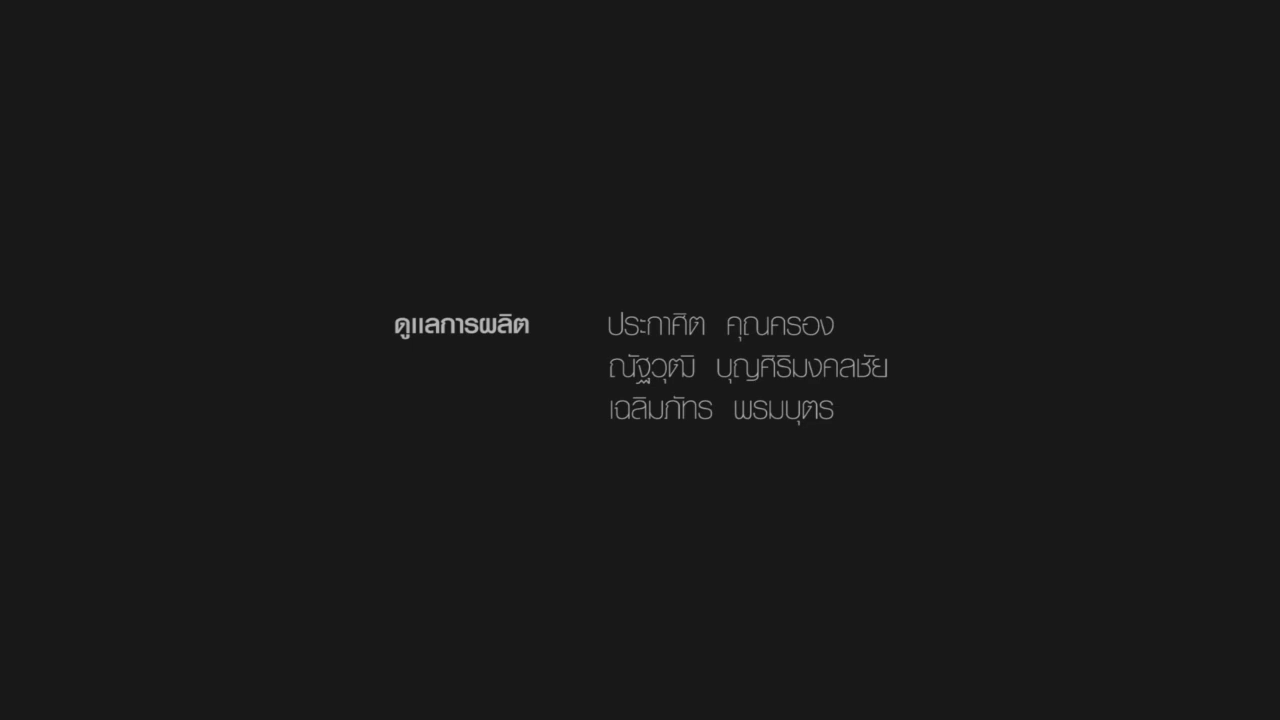 ดูแลการผลิต ประกาศิต คุณครอง
ณัฐวุฒิ บุญศิริมงคลชัย
เฉลิมภัทร พรมบุตร